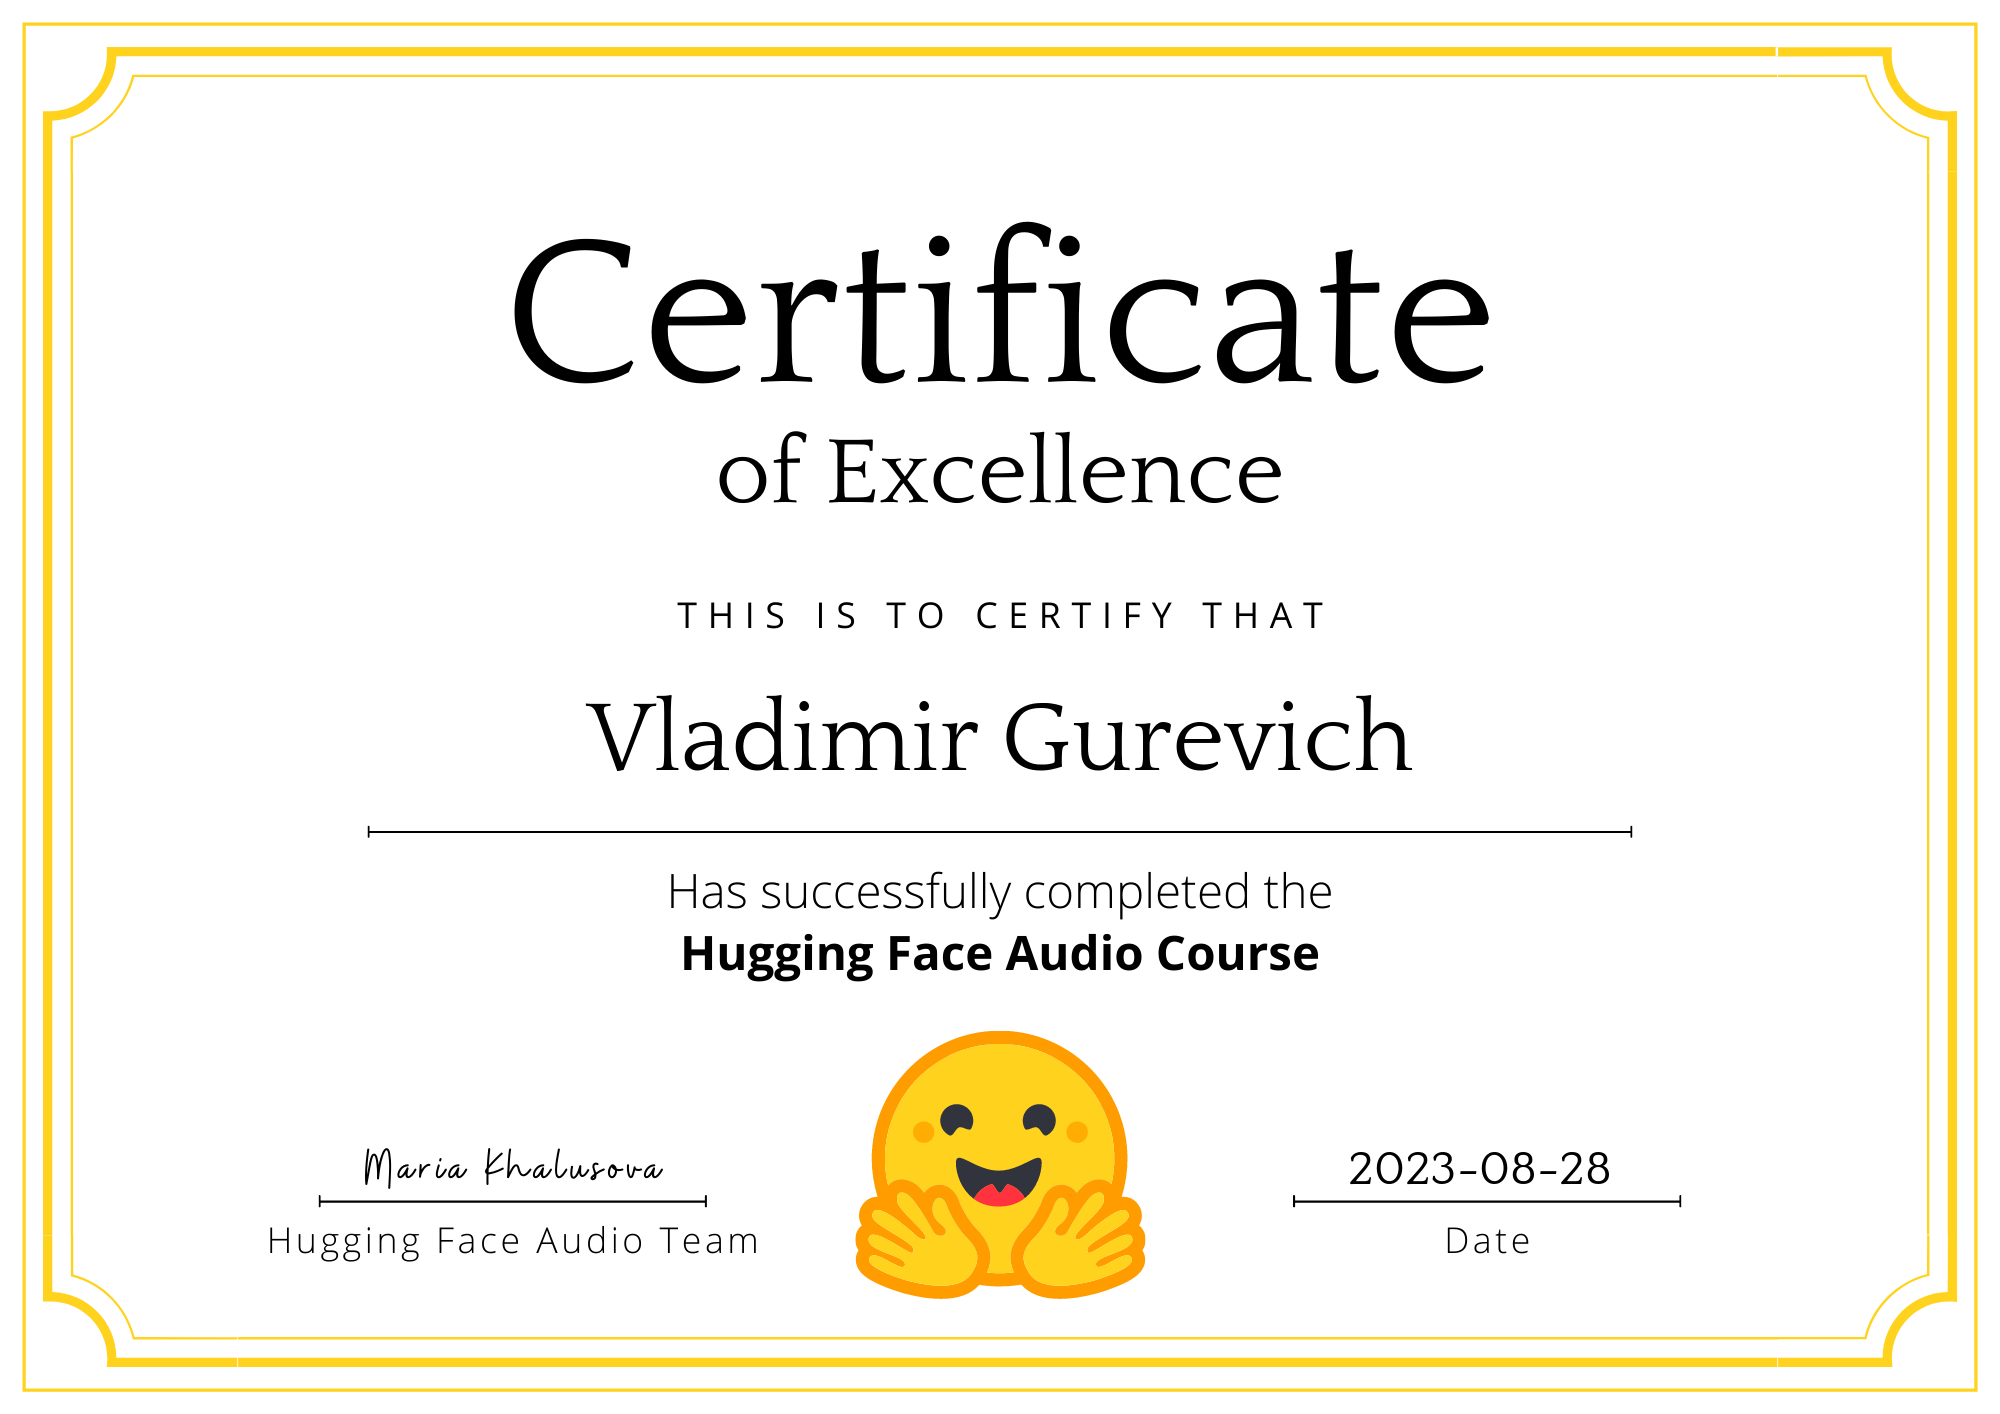 Certificate
of Excellence
THIS IS TO CERTIFY THAT
Vladimir Gurevich
Has successfully completed the
Hugging Face Audio Course
Maria Khalusova
Hugging Face Audio Team
2023-08-28
Date